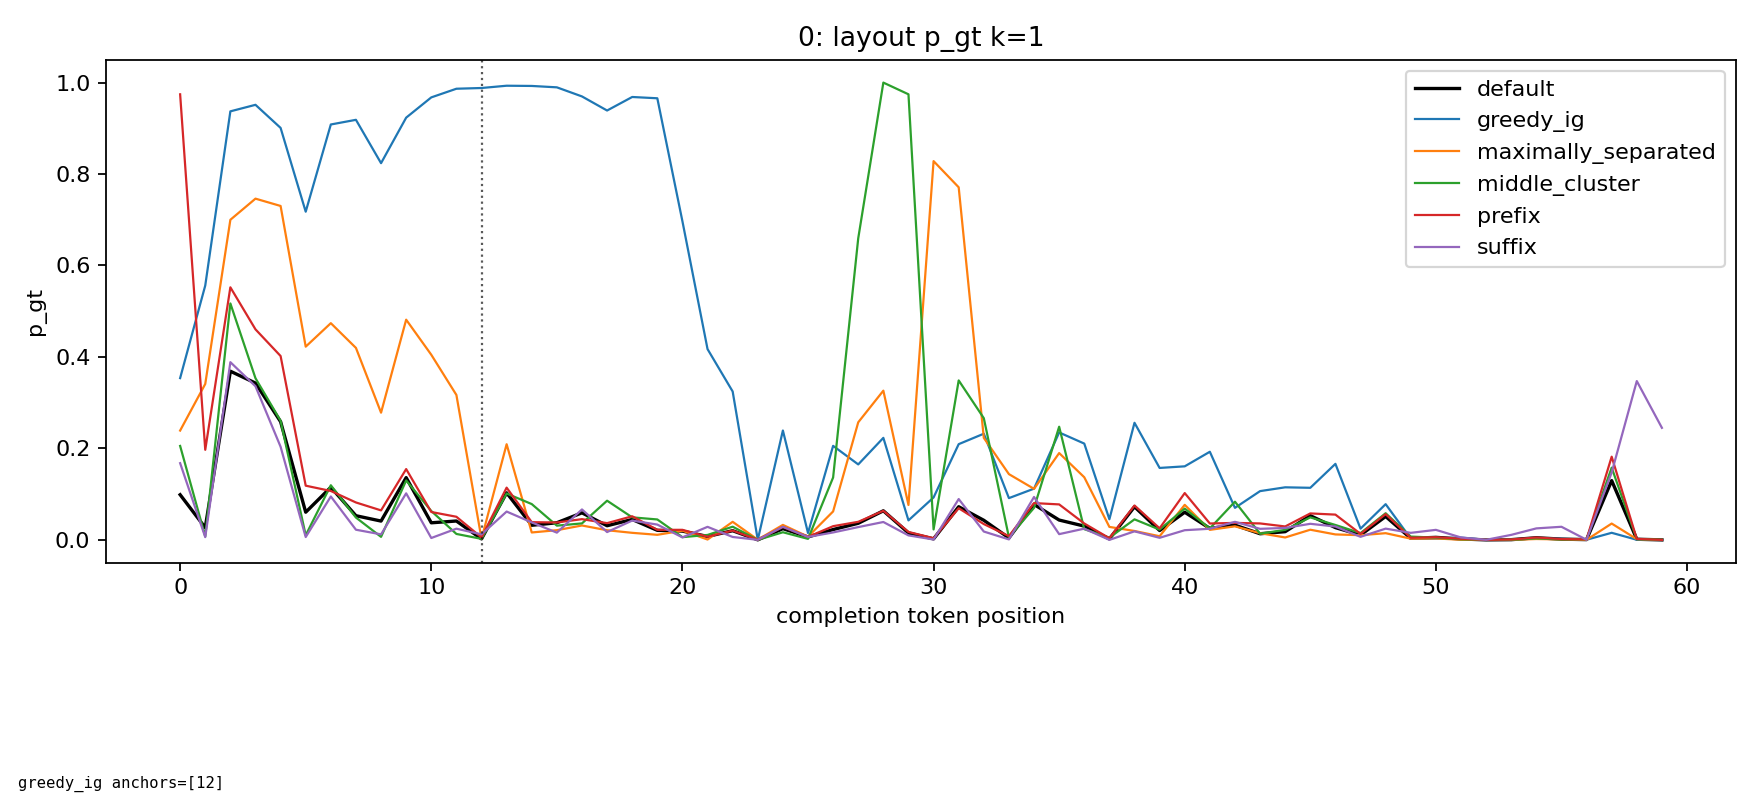 0: layout p_gt k=1
p_gt
1.0
0.8
0.6
0.4
0.2
0.0
0 10 20 30 40 50 60
completion token position
default
greedy_ig
maximally_separated
middle_cluster
prefix
suffix
greedy_ig anchors=[12]